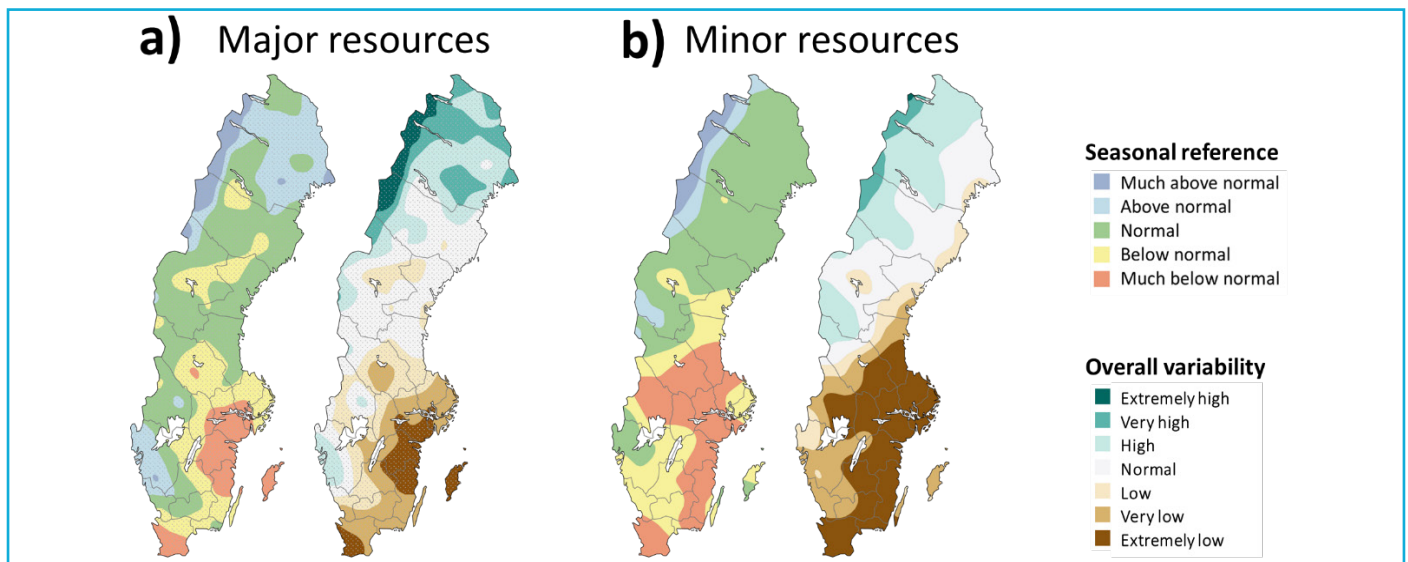 a) Major resources
b) Minor resources
Seasonal reference
Much above normal
Above normal
Normal
Below normal
Much below normal
Overall variability
Extremely high
Very high
High
Normal
Low
Very low
Extremely low